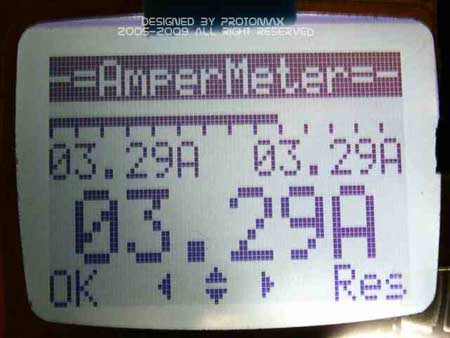 DESIGNED BY PROTOMAX
2005-2009 ALL RIGHT RESERVED
-=AmperMeter=-
03.29A 03.29A
03.29A
OK Res